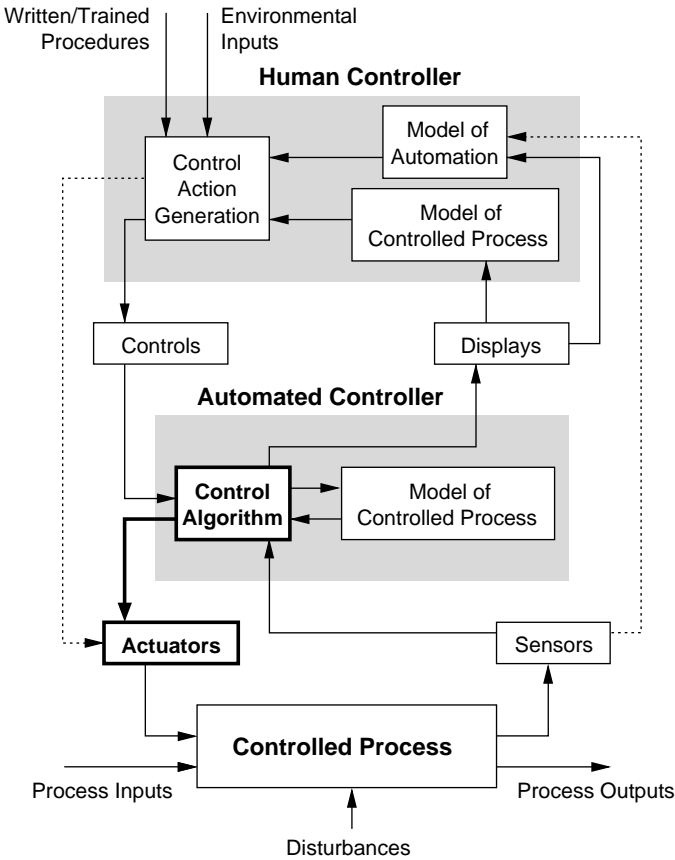 Written/Trained
Procedures
Environmental
Inputs
Human Controller
Control
Action
Generation
Model of
Automation
Model of
Controlled Process
Controls
Displays
Automated Controller
Control
Algorithm
Model of
Controlled Process
Actuators
Sensors
Controlled Process
Process Inputs
Process Outputs
Disturbances